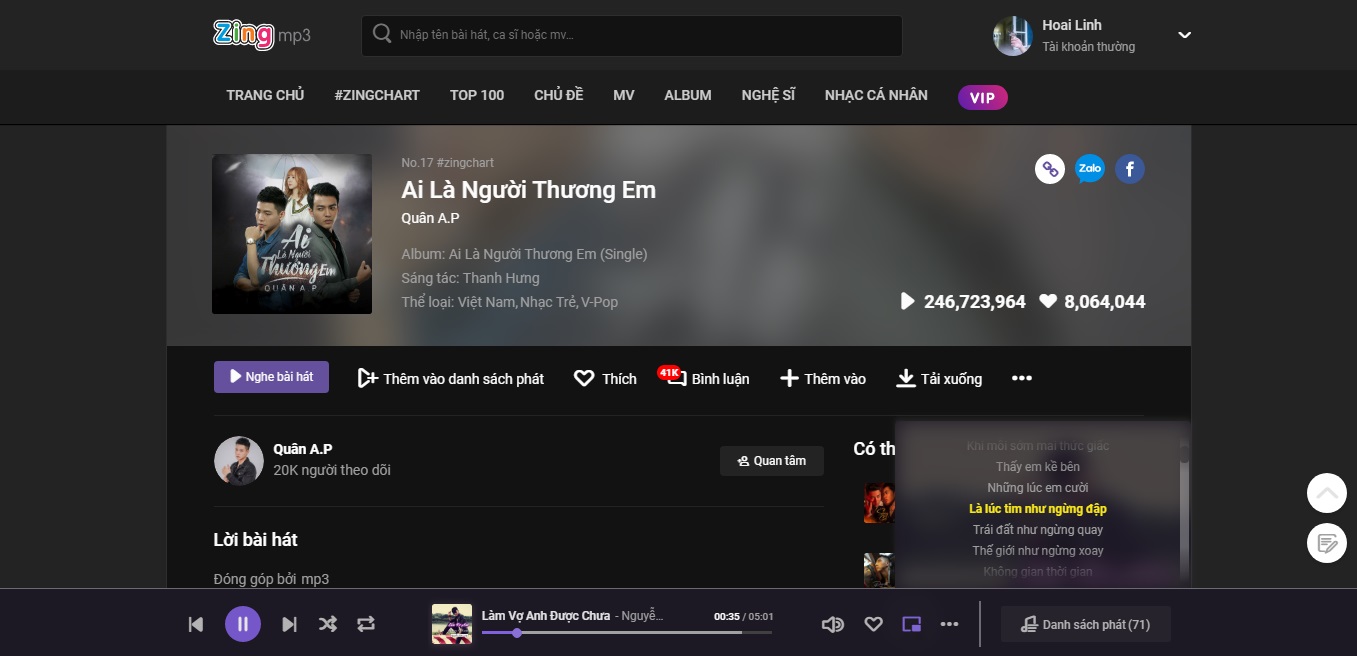 Zing mp3
Nhập tên bài hát, ca sĩ hoặc mv...
Hoai Linh
Tài khoản thường
TRANG CHỦ #ZINGCHART TOP 100 CHỦ ĐỀ MV ALBUM NGHỆ SĨ NHẠC CÁ NHÂN VIP
Ai
Là Người
Thương Em
QUÂN A.P
No.17 #zingchart
Ai Là Người Thương Em
Quân A.P
Album: Ai Là Người Thương Em (Single)
Sáng tác: Thanh Hưng
Thể loại: Việt Nam, Nhạc Trẻ, V-Pop
Zalo
f
246,723,964 8,064,044
Nghe bài hát Thêm vào danh sách phát Thích 41K Bình luận Thêm vào Tải xuống
Quân A.P
20K người theo dõi
Quan tâm
Lời bài hát
Đóng góp bởi mp3
Có th
Khi mỗi sớm mai thức giấc
Thấy em kề bên
Những lúc em cười
Là lúc tim như ngừng đập
Trái đất như ngừng quay
Thế giới như ngừng xoay
Không gian thời gian
Làm Vợ Anh Được Chưa - Nguyễ... 00:35 / 05:01
Danh sách phát (71)